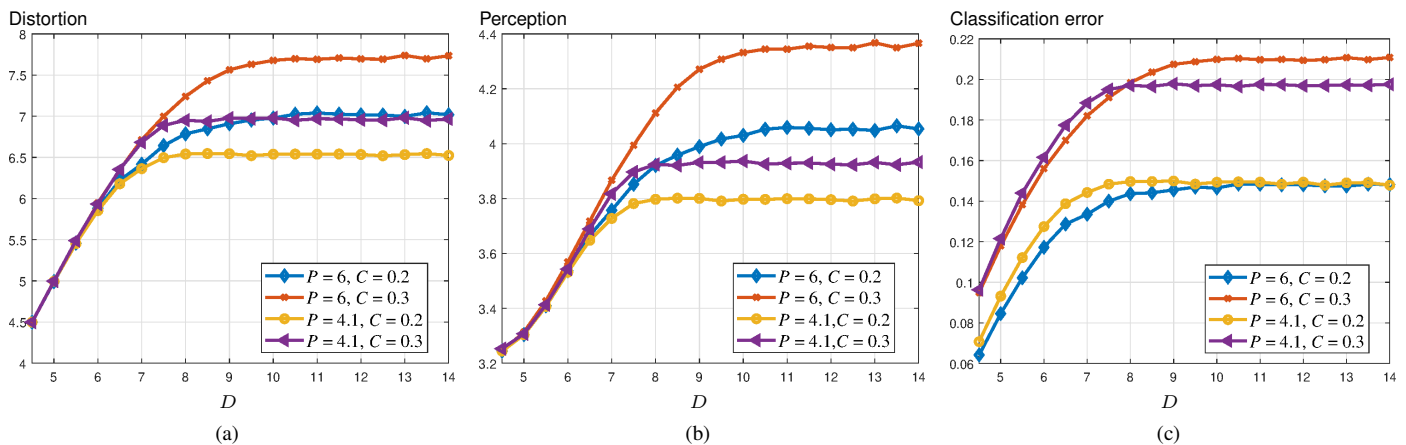 Distortion
8
7.5
7
6.5
6
5.5
5
4.5
4
5 6 7 8 9 10 11 12 13 14
P = 6, C = 0.2
P = 6, C = 0.3
P = 4.1, C = 0.2
P = 4.1, C = 0.3
D
(a)
Perception
4.4
4.2
4
3.8
3.6
3.4
3.2
5 6 7 8 9 10 11 12 13 14
P = 6, C = 0.2
P = 6, C = 0.3
P = 4.1,C = 0.2
P = 4.1,C = 0.3
D
(b)
Classification error
0.22
0.2
0.18
0.16
0.14
0.12
0.1
0.08
0.06
5 6 7 8 9 10 11 12 13 14
P = 6, C = 0.2
P = 6, C = 0.3
P = 4.1, C = 0.2
P = 4.1, C = 0.3
D
(c)